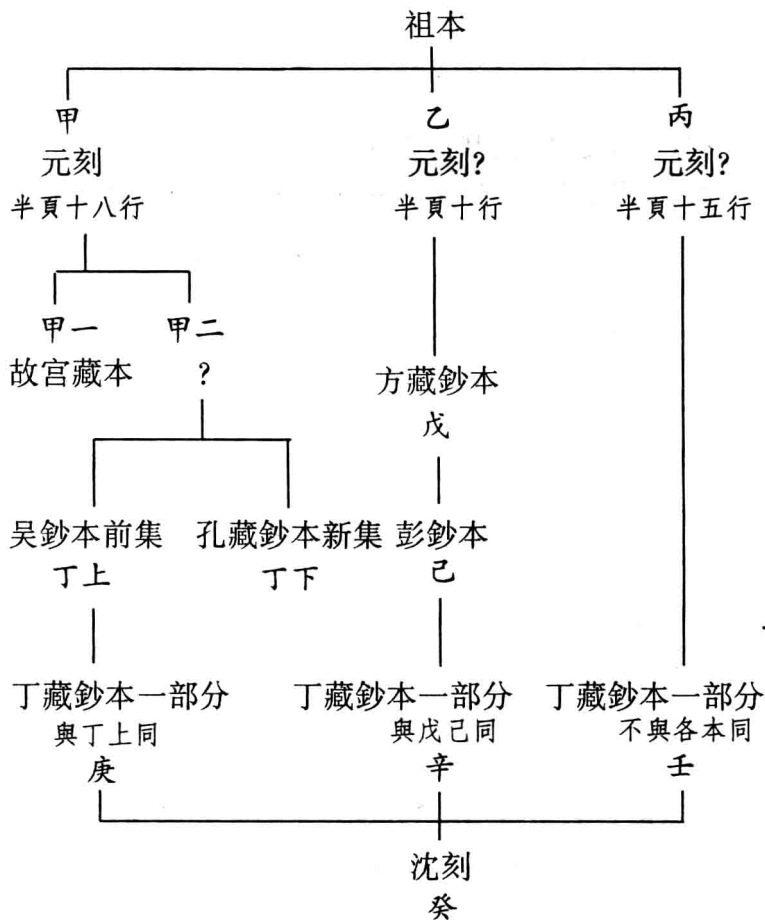 祖本
甲 乙 丙
元刻 元刻? 元刻?
半頁十八行 半頁十行 半頁十五行
甲一 甲二
故宫藏本 ? 方藏鈔本
戊
吴鈔本前集 孔藏鈔本新集 彭鈔本
丁上 丁下 己
丁藏鈔本一部分 丁藏鈔本一部分 丁藏鈔本一部分
與丁上同 與戊己同 不與各本同
庚 辛 壬
沈刻
癸